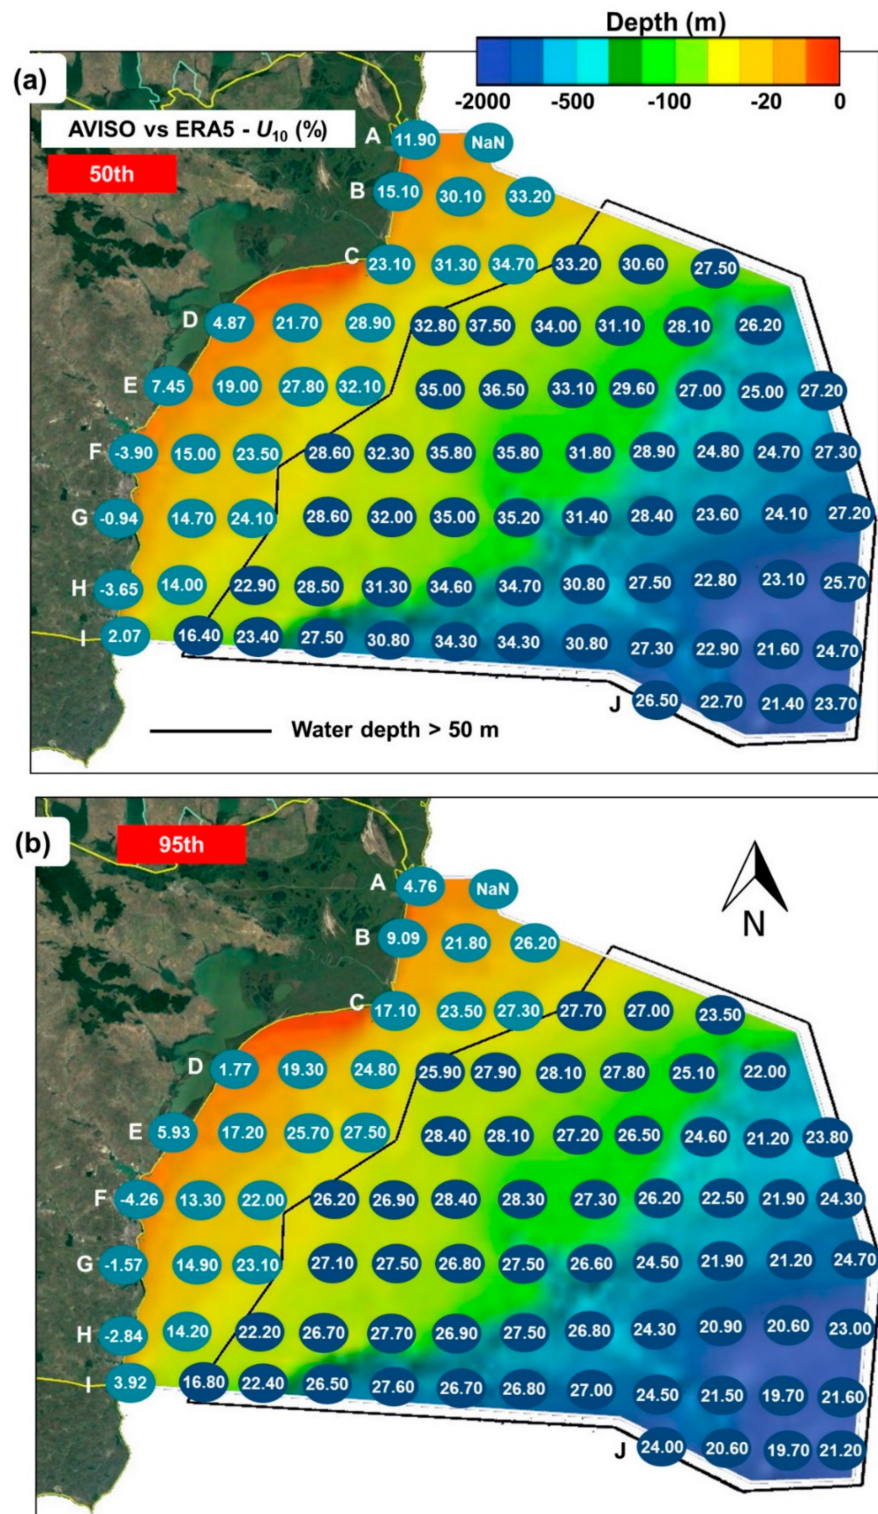 Depth (m)
-2000 -500 -100 -20 0
(a)
AVISO vs ERA5 - U10 (%)
50th
A 11.90 NaN
B 15.10 30.10 33.20
C 23.10 31.30 34.70 33.20 30.60 27.50
D 4.87 21.70 28.90 32.80 37.50 34.00 31.10 28.10 26.20
E 7.45 19.00 27.80 32.10 35.00 36.50 33.10 29.60 27.00 25.00 27.20
F -3.90 15.00 23.50 28.60 32.30 35.80 35.80 31.80 28.90 24.80 24.70 27.30
G -0.94 14.70 24.10 28.60 32.00 35.00 35.20 31.40 28.40 23.60 24.10 27.20
H -3.65 14.00 22.90 28.50 31.30 34.60 34.70 30.80 27.50 22.80 23.10 25.70
I 2.07 16.40 23.40 27.50 30.80 34.30 34.30 30.80 27.30 22.90 21.60 24.70
J 26.50 22.70 21.40 23.70
Water depth > 50 m
(b)
95th
N
A 4.76 NaN
B 9.09 21.80 26.20
C 17.10 23.50 27.30 27.70 27.00 23.50
D 1.77 19.30 24.80 25.90 27.90 28.10 27.80 25.10 22.00
E 5.93 17.20 25.70 27.50 28.40 28.10 27.20 26.50 24.60 21.20 23.80
F -4.26 13.30 22.00 26.20 26.90 28.40 28.30 27.30 26.20 22.50 21.90 24.30
G -1.57 14.90 23.10 27.10 27.50 26.80 27.50 26.60 24.50 21.90 21.20 24.70
H -2.84 14.20 22.20 26.70 27.70 26.90 27.50 26.80 24.30 20.90 20.60 23.00
I 3.92 16.80 22.40 26.50 27.60 26.70 26.80 27.00 24.50 21.50 19.70 21.60
J 24.00 20.60 19.70 21.20